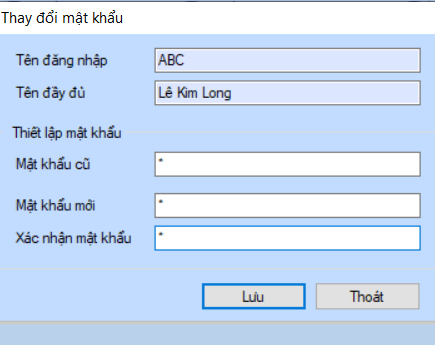 Thay đổi mật khẩu
Tên đăng nhập ABC
Tên đầy đủ Lê Kim Long
Thiết lập mật khẩu
Mật khẩu cũ *
Mật khẩu mới *
Xác nhận mật khẩu *
Lưu Thoát